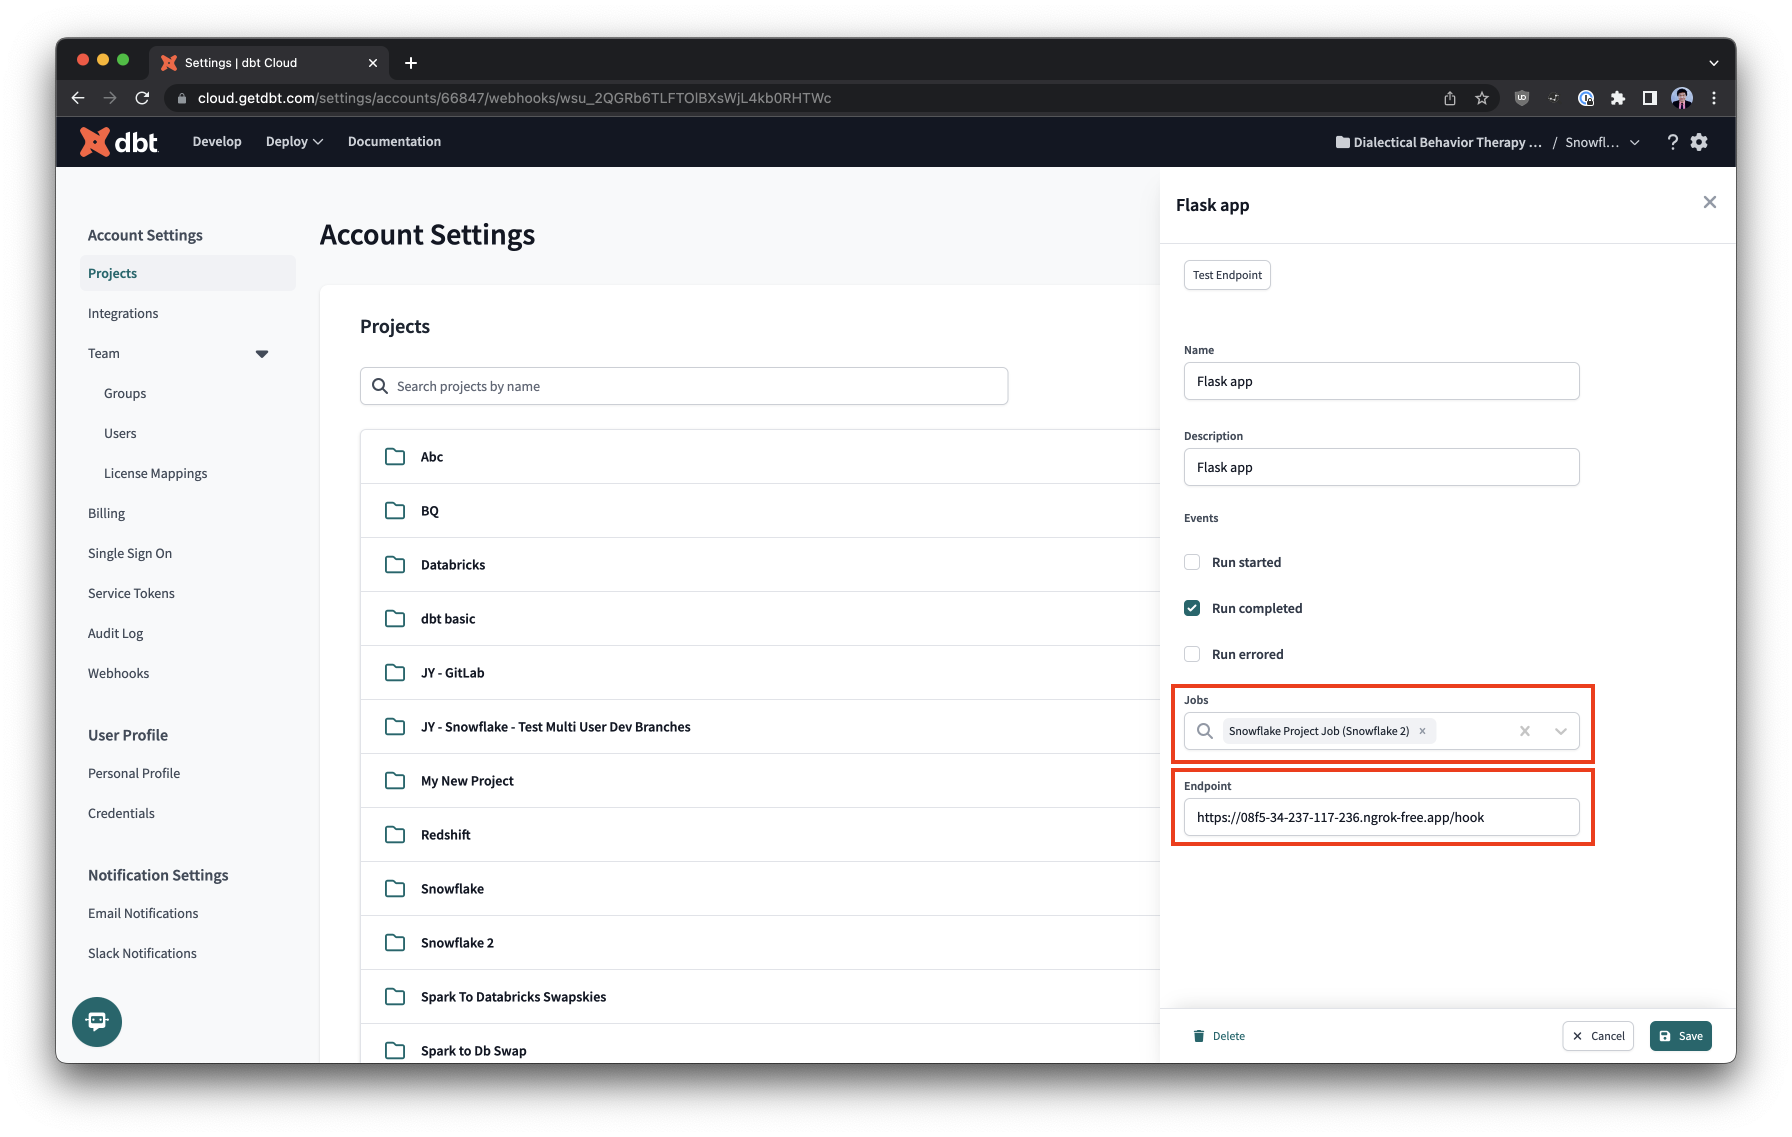 Settings | dbt Cloud
cloud.getdbt.com/settings/accounts/66847/webhooks/wsu_2QGRb6TLFTOlBXsWjL4kb0RHTWc
dbt
Develop
Deploy
Documentation
Dialectical Behavior Therapy ... / Snowfl...
Account Settings
Projects
Integrations
Team
Groups
Users
License Mappings
Billing
Single Sign On
Service Tokens
Audit Log
Webhooks
User Profile
Personal Profile
Credentials
Notification Settings
Email Notifications
Slack Notifications
Account Settings
Projects
Search projects by name
Abc
BQ
Databricks
dbt basic
JY - GitLab
JY - Snowflake - Test Multi User Dev Branches
My New Project
Redshift
Snowflake
Snowflake 2
Spark To Databricks Swapskies
Spark to Db Swap
Flask app
Test Endpoint
Name
Flask app
Description
Flask app
Events
Run started
Run completed
Run errored
Jobs
Snowflake Project Job (Snowflake 2)
Endpoint
https://08f5-34-237-117-236.ngrok-free.app/hook
Delete
Cancel
Save